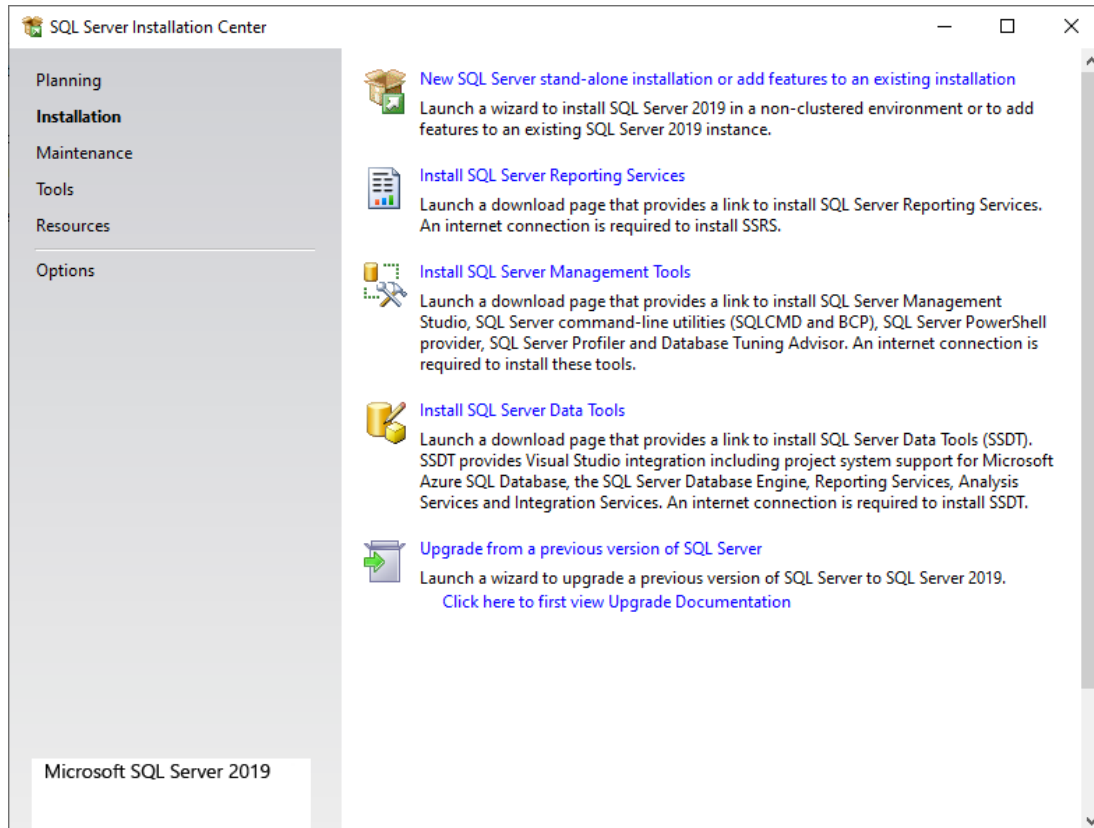 SQL Server Installation Center
Planning
Installation
Maintenance
Tools
Resources
Options
Microsoft SQL Server 2019
New SQL Server stand-alone installation or add features to an existing installation
Launch a wizard to install SQL Server 2019 in a non-clustered environment or to add
features to an existing SQL Server 2019 instance.
Install SQL Server Reporting Services
Launch a download page that provides a link to install SQL Server Reporting Services.
An internet connection is required to install SSRS.
Install SQL Server Management Tools
Launch a download page that provides a link to install SQL Server Management
Studio, SQL Server command-line utilities (SQLCMD and BCP), SQL Server PowerShell
provider, SQL Server Profiler and Database Tuning Advisor. An internet connection is
required to install these tools.
Install SQL Server Data Tools
Launch a download page that provides a link to install SQL Server Data Tools (SSDT).
SSDT provides Visual Studio integration including project system support for Microsoft
Azure SQL Database, the SQL Server Database Engine, Reporting Services, Analysis
Services and Integration Services. An internet connection is required to install SSDT.
Upgrade from a previous version of SQL Server
Launch a wizard to upgrade a previous version of SQL Server to SQL Server 2019.
Click here to first view Upgrade Documentation